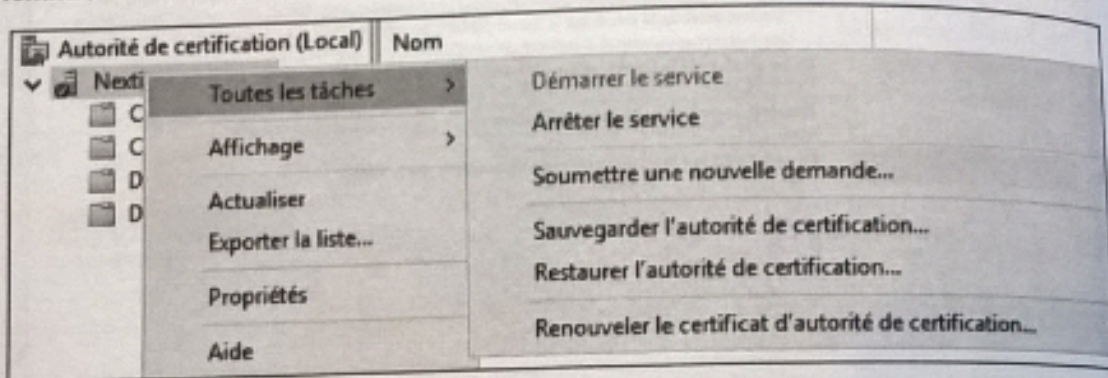 Autorité de certification (Local)
Nom
Nexti
C
C
D
D
Toutes les tâches
Affichage
Actualiser
Exporter la liste...
Propriétés
Aide
Démarrer le service
Arrêter le service
Soumettre une nouvelle demande...
Sauvegarder l'autorité de certification...
Restaurer l'autorité de certification...
Renouveler le certificat d'autorité de certification...